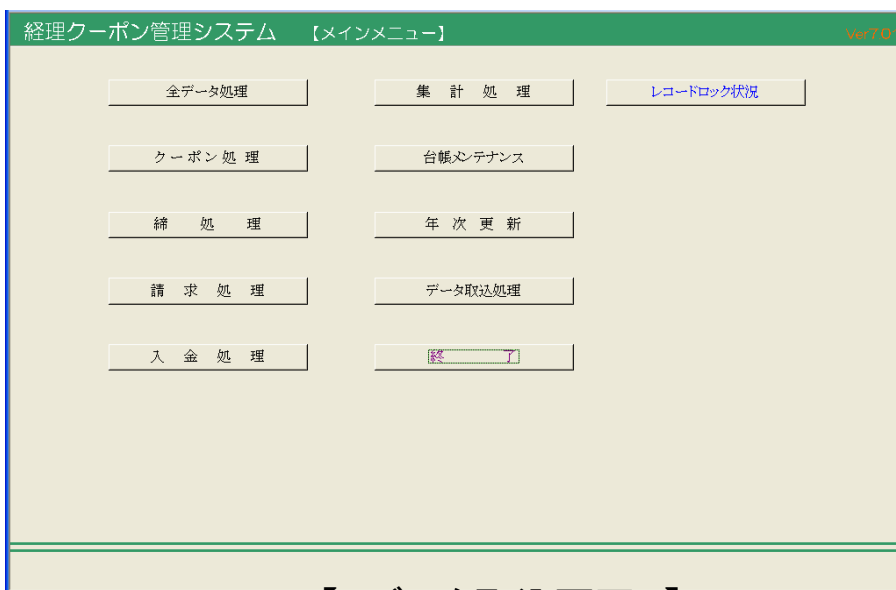 経理クーポン管理システム 【メインメニュー】 Ver7.0
全データ処理 集計処理 レコードロック状況
クーポン処理 台帳メンテナンス
締処理 年次更新
請求処理 データ取込処理
入金処理 終了